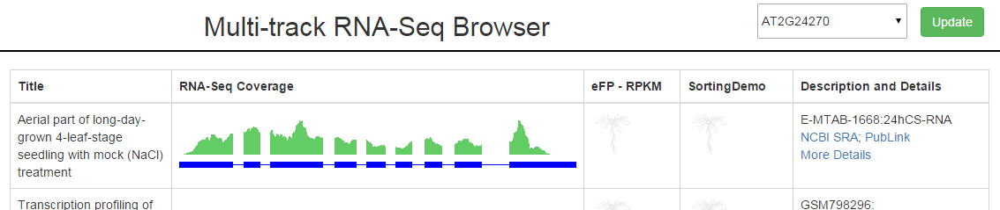 Multi-track RNA-Seq Browser
AT2G24270
Update
Title
RNA-Seq Coverage
eFP - RPKM
SortingDemo
Description and Details
Aerial part of long-day-
grown 4-leaf-stage
seedling with mock (NaCl)
treatment
E-MTAB-1668:24hCS-RNA
NCBI SRA; PubLink
More Details
Transcription profiling of
GSM798296: